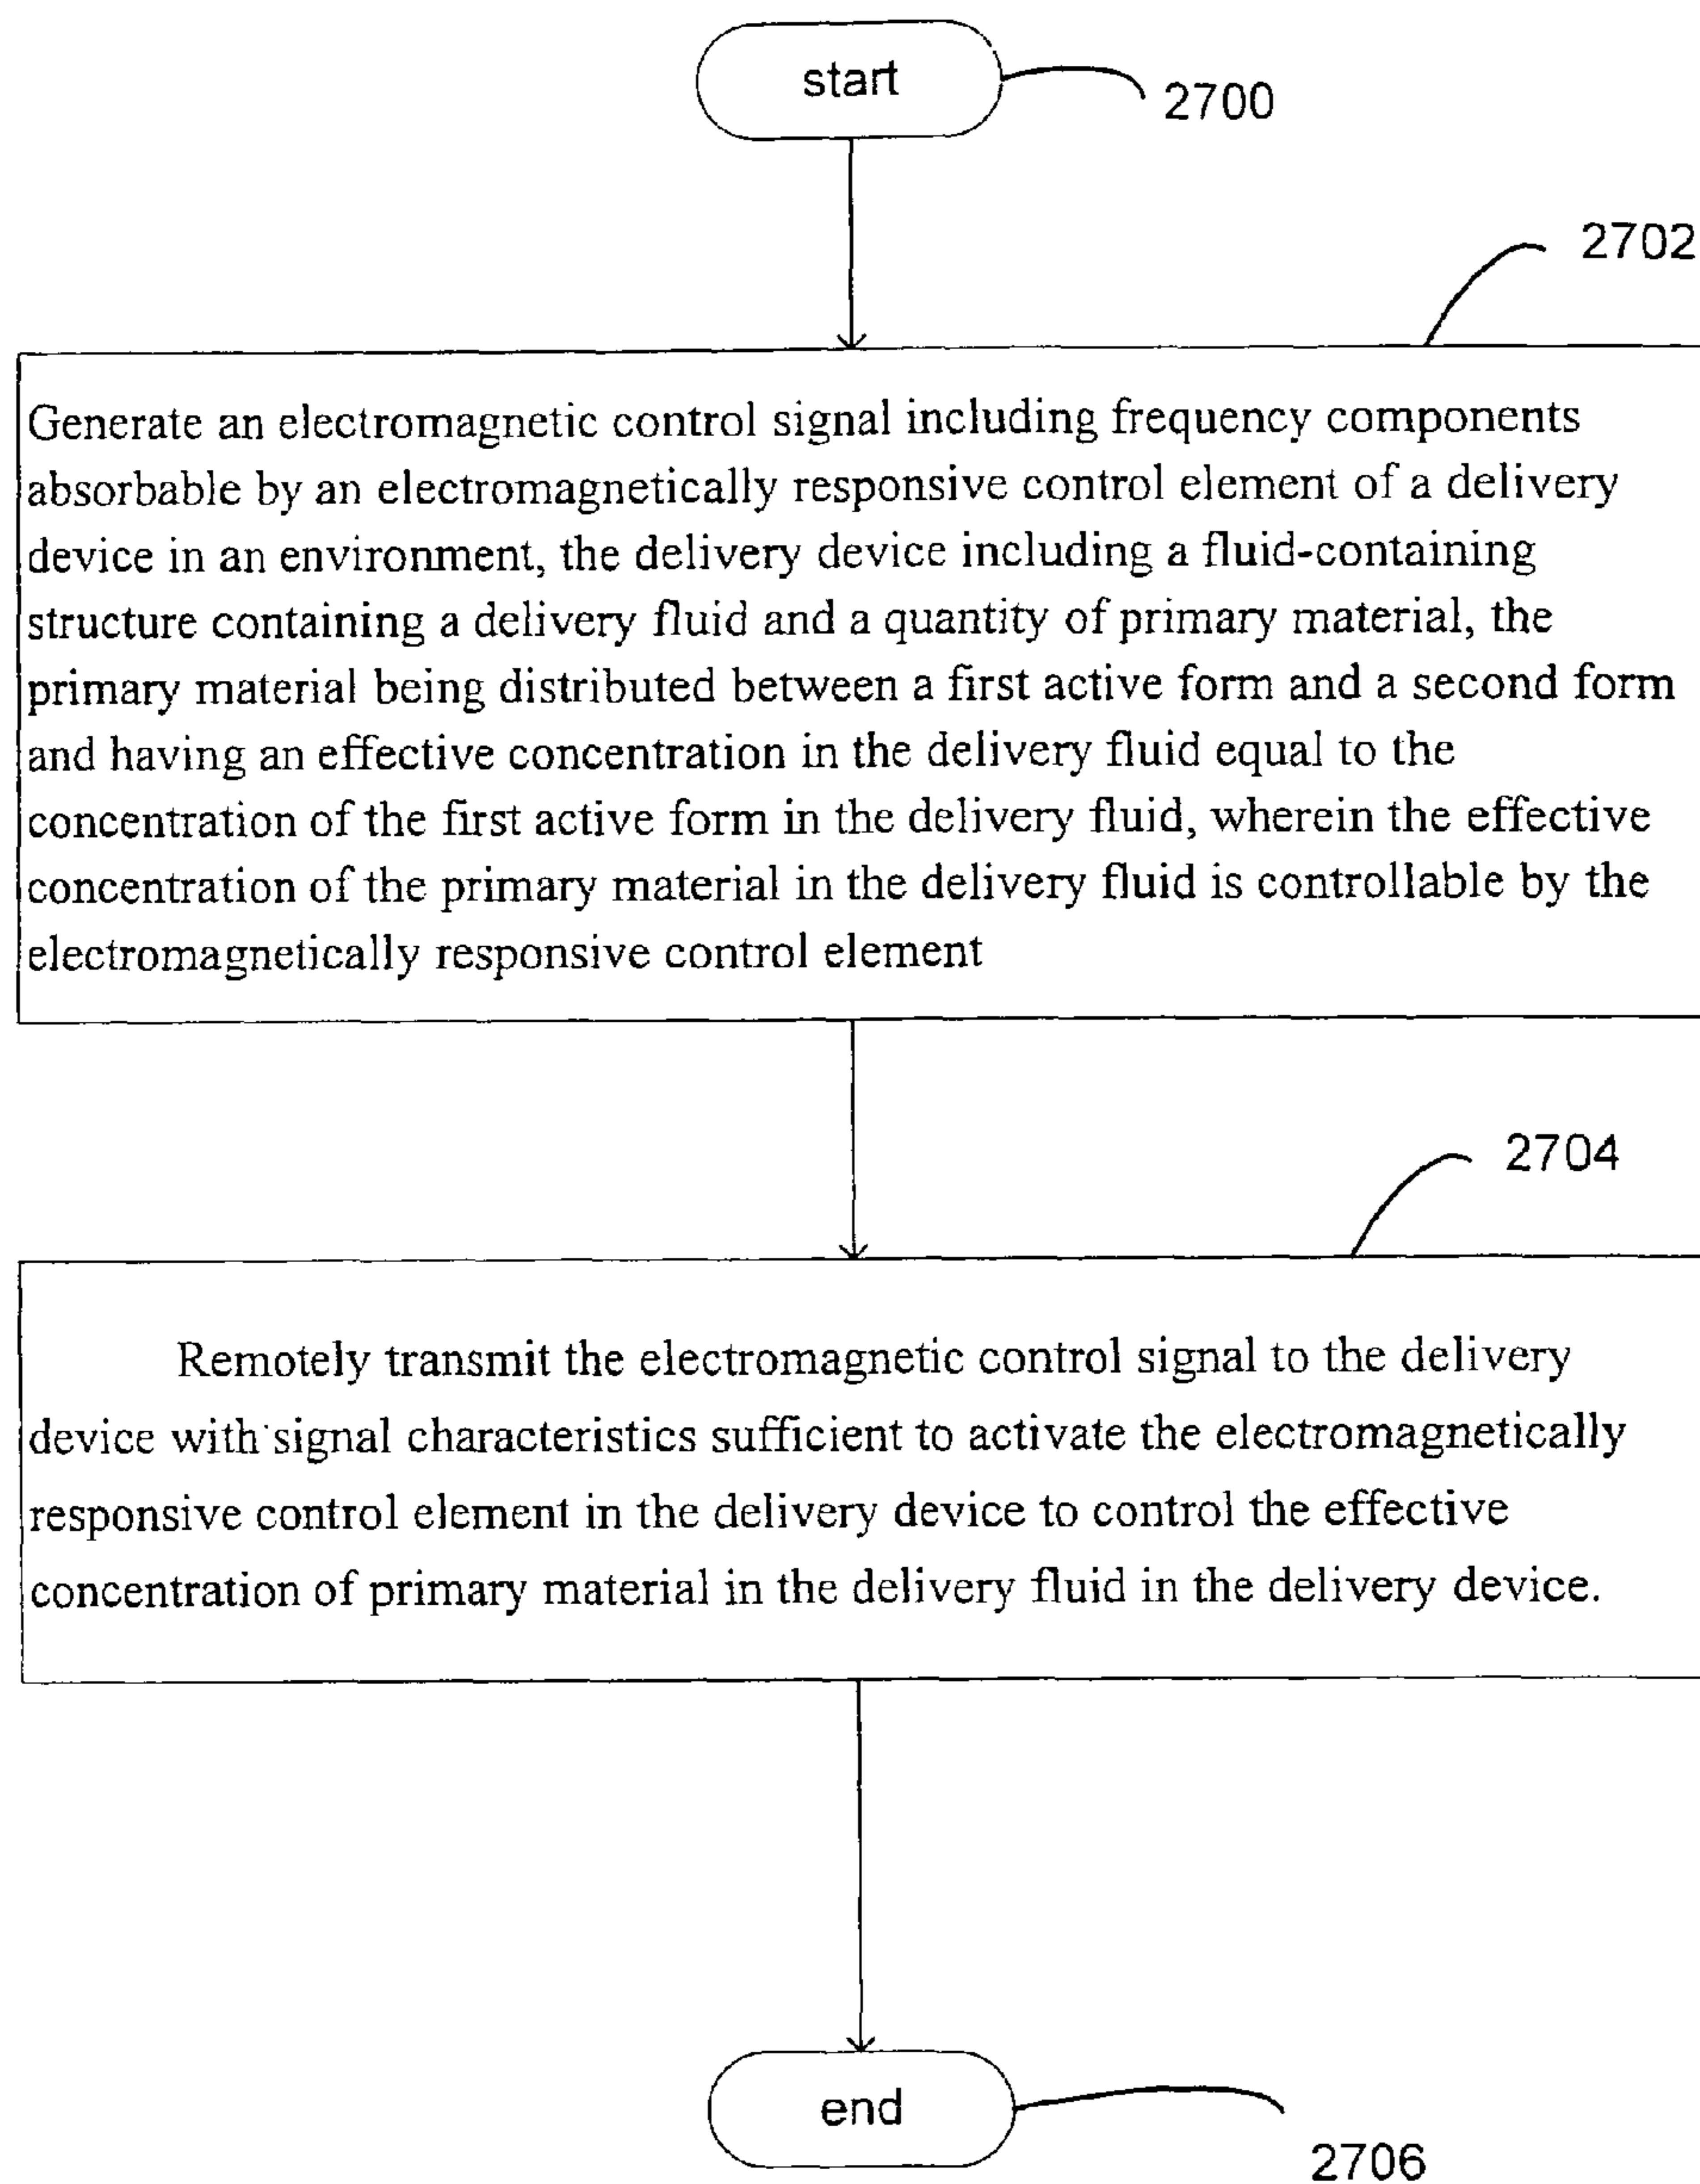 start
2700
2702
Generate an electromagnetic control signal including frequency components
absorbable by an electromagnetically responsive control element of a delivery
device in an environment, the delivery device including a fluid-containing
structure containing a delivery fluid and a quantity of primary material, the
primary material being distributed between a first active form and a second form
and having an effective concentration in the delivery fluid equal to the
concentration of the first active form in the delivery fluid, wherein the effective
concentration of the primary material in the delivery fluid is controllable by the
electromagnetically responsive control element
2704
Remotely transmit the electromagnetic control signal to the delivery
device with signal characteristics sufficient to activate the electromagnetically
responsive control element in the delivery device to control the effective
concentration of primary material in the delivery fluid in the delivery device.
end
2706